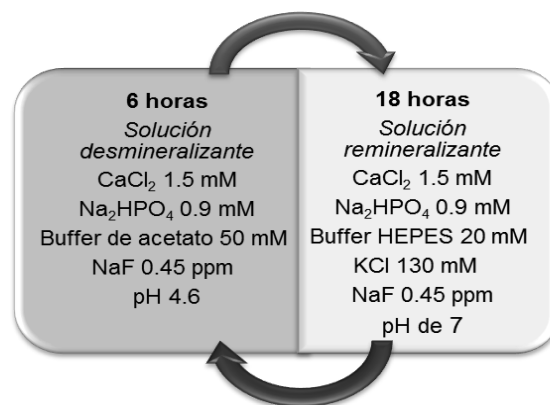 6 horas
Solución
desmineralizante
CaCl₂ 1.5 mM
Na₂HPO₄ 0.9 mM
Buffer de acetato 50 mM
NaF 0.45 ppm
pH 4.6
18 horas
Solución
remineralizante
CaCl₂ 1.5 mM
Na₂HPO₄ 0.9 mM
Buffer HEPES 20 mM
KCl 130 mM
NaF 0.45 ppm
pH de 7